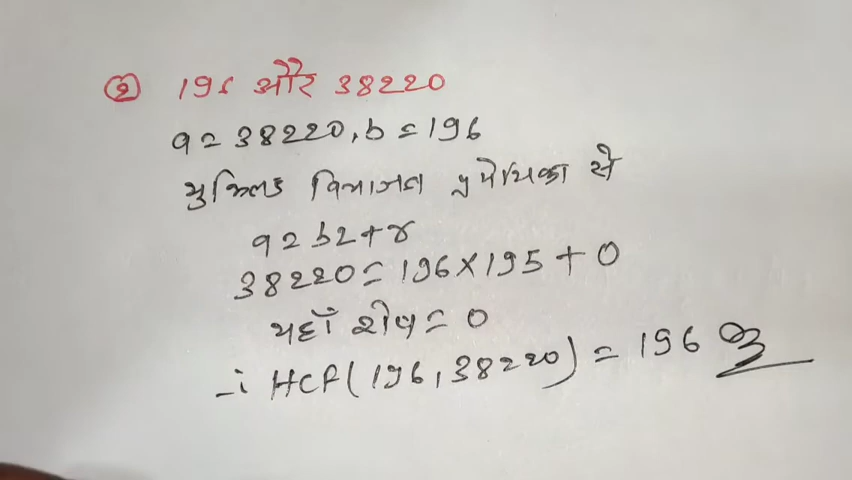 (2) 196 और 38220
a = 38220, b = 196
युक्लिड विभाजन प्रमेयिका से
a = bq + r
38220 = 196 × 195 + 0
यहाँ शेष = 0
∴ HCF(196, 38220) = 196